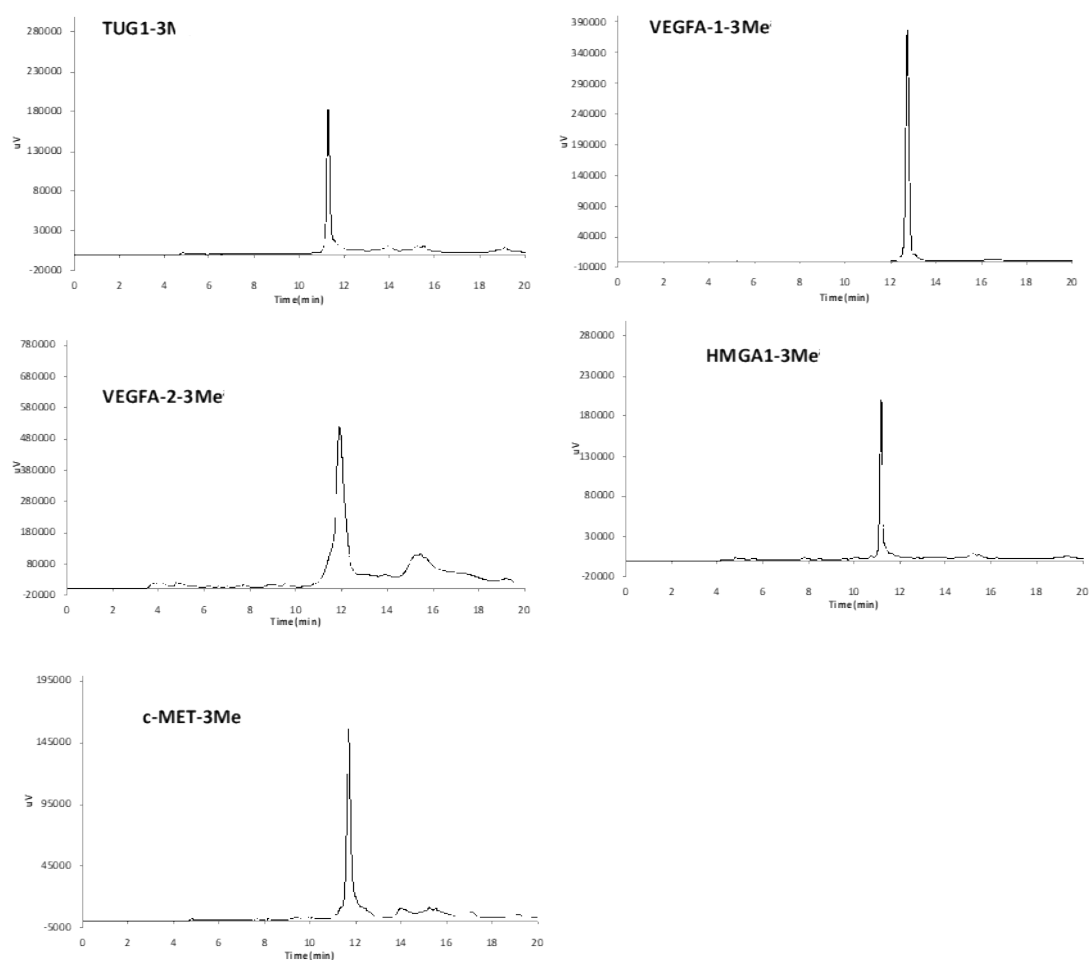 TUG1-3M
280000
230000
180000
130000
80000
30000
-20000
uV
0 2 4 6 8 10 12 14 16 18 20
Time(min)
VEGFA-1-3Me
390000
340000
290000
240000
190000
140000
90000
40000
-10000
uV
0 2 4 6 8 10 12 14 16 18 20
Time(min)
VEGFA-2-3Me
780000
680000
580000
480000
380000
280000
180000
80000
-20000
uV
0 2 4 6 8 10 12 14 16 18 20
Time(min)
HMGA1-3Me
280000
230000
180000
130000
80000
30000
-20000
uV
0 2 4 6 8 10 12 14 16 18 20
Time(min)
c-MET-3Me
195000
145000
95000
45000
-5000
uV
0 2 4 6 8 10 12 14 16 18 20
Time(min)